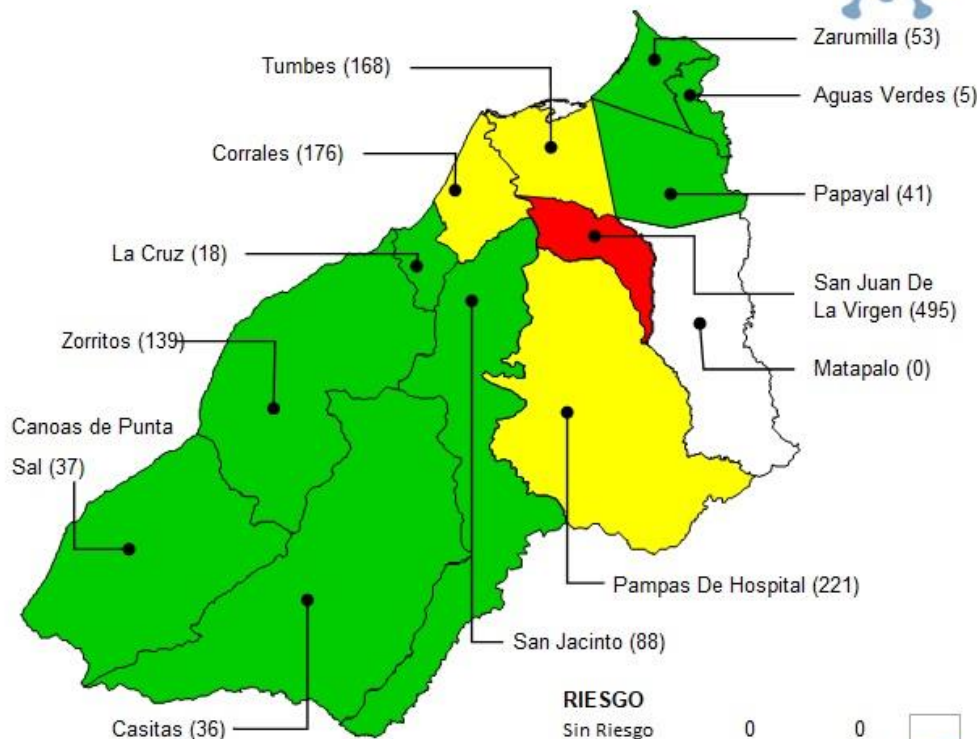 Zarumilla (53)
Tumbes (168)
Aguas Verdes (5)
Corrales (176)
Papayal (41)
La Cruz (18)
San Juan De
La Virgen (495)
Zorritos (139)
Matapalo (0)
Canoas de Punta
Sal (37)
Pampas De Hospital (221)
San Jacinto (88)
Casitas (36)
RIESGO
Sin Riesgo 0 0